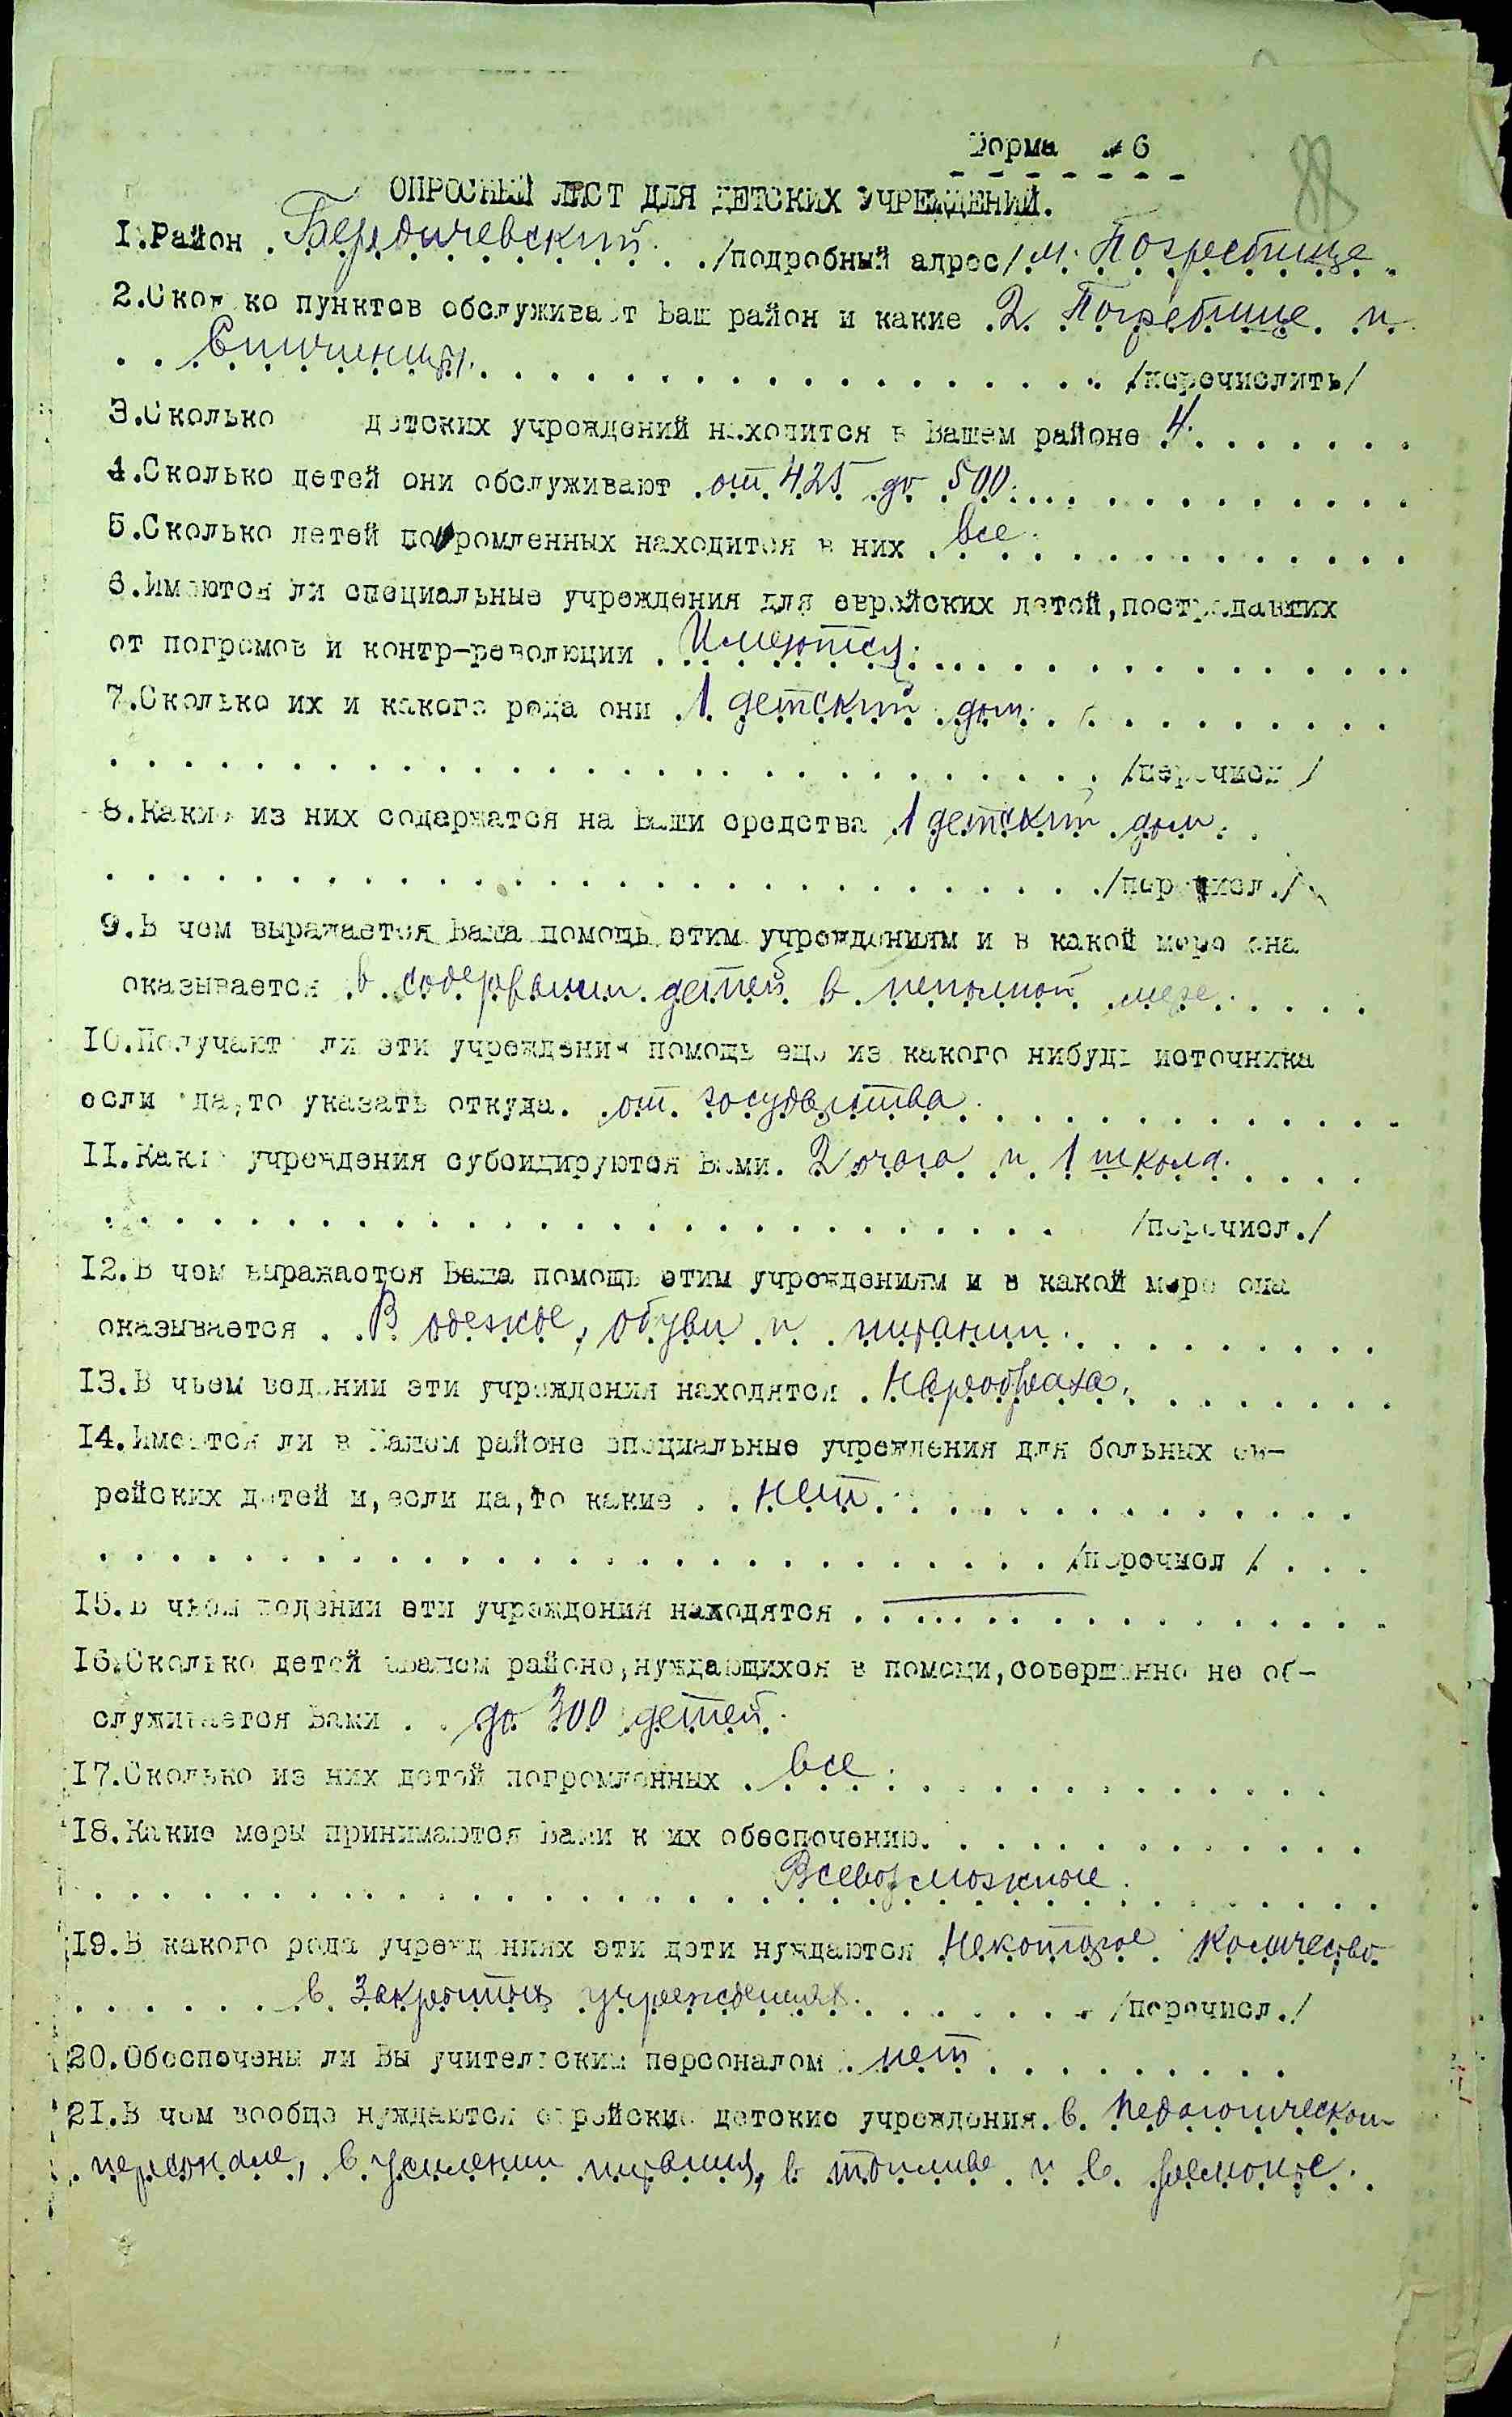 Форма № 6
88
ОПРОСНЫЙ ЛИСТ ДЛЯ ДЕТСКИХ УЧРЕЖДЕНИЙ.
1.Район . Бердичевский. . ./подробный адрес/ м. Погребище .
2.Сколько пунктов обслуживает Ваш район и какие . 2 Погребище и
. . Спичинцы. . . . . . . . . . . . . . . . . . . /перечислить/
3.Сколько детских учреждений находится в Вашем районе 4. . . . . . .
4.Сколько детей они обслуживают . от 425 до 500. . . . . . . . . . . .
5.Сколько детей погромленных находится в них . все. . . . . . . . . . .
6.Имеются ли специальные учреждения для еврейских детей,пострадавших
от погромов и контр-революции . Имеются. . . . . . . . . . . . . .
7.Сколько их и какого рода они . 1 детский дом. . . . . . . . . .
. . . . . . . . . . . . . . . . . . . . . . . . . . . . /перечисл /
8.Какие из них содержатся на Ваши средства 1 детский дом. .
. . . . . . . . . . . . . . . . . . . . . . . . . . . . /перечисл./
9.В чем выражается Ваша помощь этим учреждениям и в какой мере она
оказывается . в содержании детей в неполной мере. . . . .
10.Получают ли эти учреждения помощь еще из какого нибудь источника
если да,то указать откуда. . от государства. . . . . . . . . . . . .
11.Какие учреждения субсидируются Вами. 2 очага и 1 школа. . . . .
. . . . . . . . . . . . . . . . . . . . . . . . . . . /перечисл./
12.В чем выражается Ваша помощь этим учреждениям и в какой мере она
оказывается . . В одежде, обуви и питании. . . . . . . . . .
13.В чьем ведении эти учреждения находятся . Наробраза. . . . . . . .
14.Имеется ли в Вашем районе специальные учреждения для больных ев-
рейских детей и,если да,то какие . . нет. . . . . . . . . . . . . .
. . . . . . . . . . . . . . . . . . . . . . . . . . . /перечисл /. . .
15.В чьем ведении эти учреждения находятся . —— . . . . . . . . . . .
16.Сколько детей в Вашем районе,нуждающихся в помощи,совершенно не об-
служивается Вами . . до 300 детей.
17.Сколько из них детей погромленных . все. . . . . . . . . . . . .
18.Какие меры принимаются Вами к их обеспечению. . . . . . . . . . . . .
. . . . . . . . . . . . . . . . . . . Всевозможные. . . . . . . .
19.В какого рода учреждениях эти дети нуждаются Некоторое количество
. . . . . . в закрытых учреждениях. . . . . . . /перечисл./
20.Обеспечены ли Вы учительским персоналом . нет . . . . . . . . .
21.В чем вообще нуждаются еврейские детские учреждения. в педагогическом
. персонале, в усилении питания, в топливе и в ремонте. .